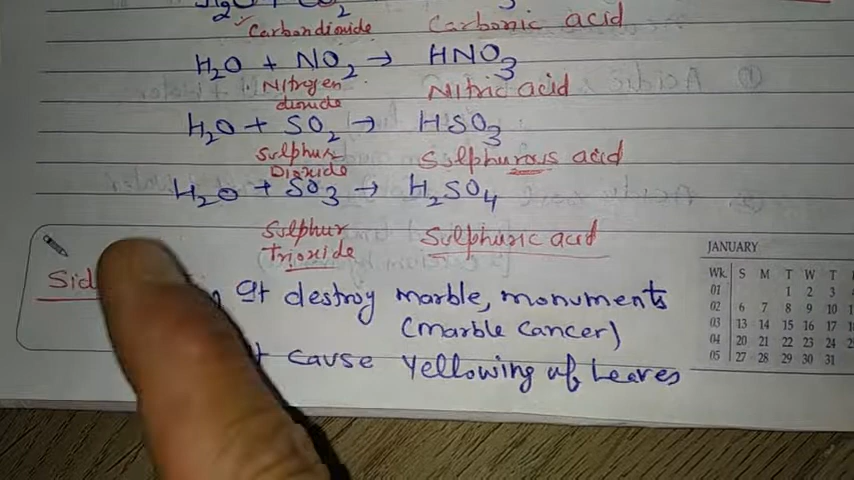 Carbondioxide Carbonic acid
H2O + NO2 → HNO3
Nitrogen dioxide Nitric acid
H2O + SO2 → HSO3
Sulphur Dioxide Sulphurous acid
H2O + SO3 → H2SO4
Sulphur Trioxide Sulphuric acid
It destroy marble, monuments
(marble cancer)
cause Yellowing of Leaves
JANUARY
Wk. S M T W T
01 1 2 3
02 6 7 8 9 10
03 13 14 15 16 17
04 20 21 22 23 24
05 27 28 29 30 31